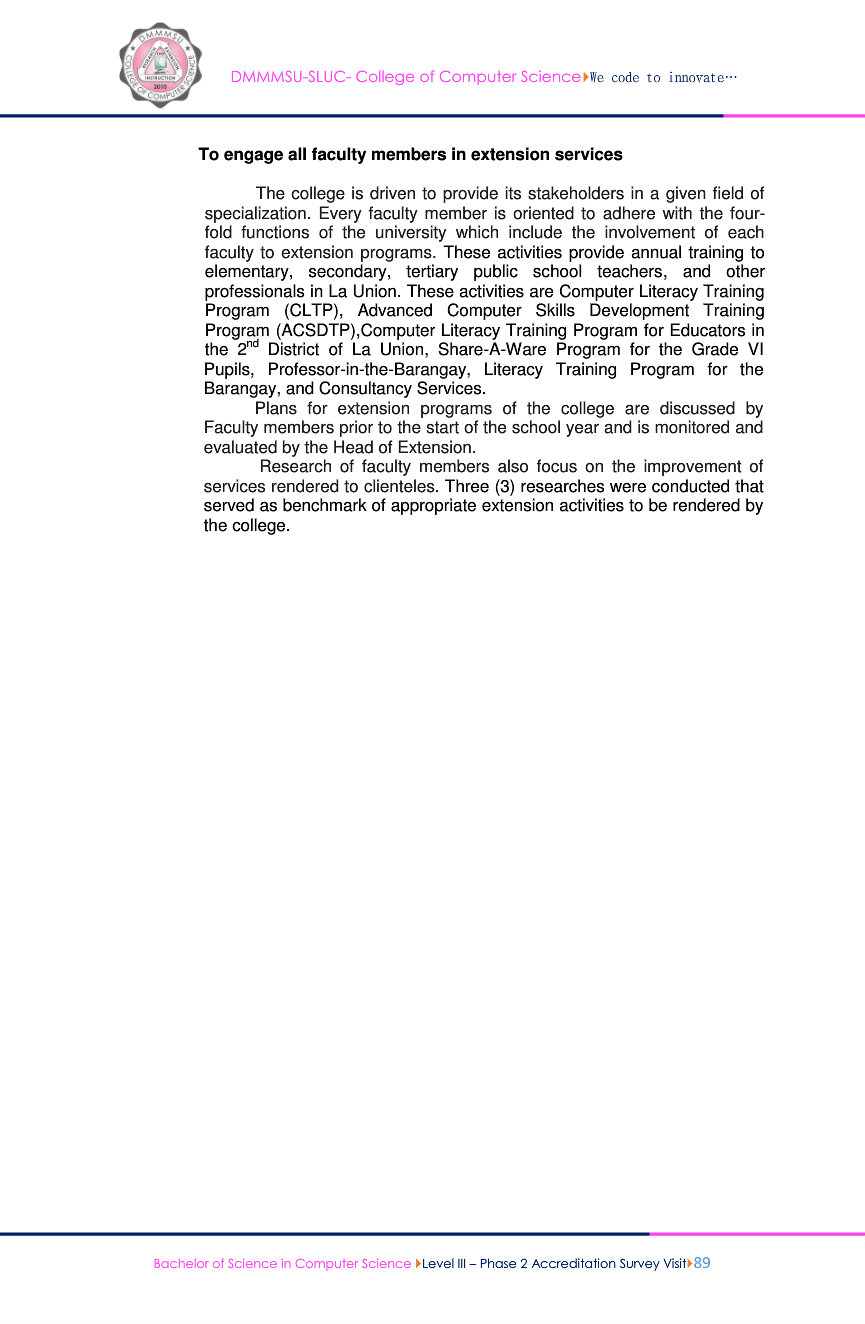 DMMMSU
COLLEGE OF COMPUTER SCIENCE
RESEARCH
EXTENSION
INSTRUCTION
2010
DMMMSU-SLUC- College of Computer Science We code to innovate…
To engage all faculty members in extension services
The college is driven to provide its stakeholders in a given field of
specialization. Every faculty member is oriented to adhere with the four-
fold functions of the university which include the involvement of each
faculty to extension programs. These activities provide annual training to
elementary, secondary, tertiary public school teachers, and other
professionals in La Union. These activities are Computer Literacy Training
Program (CLTP), Advanced Computer Skills Development Training
Program (ACSDTP),Computer Literacy Training Program for Educators in
the 2nd District of La Union, Share-A-Ware Program for the Grade VI
Pupils, Professor-in-the-Barangay, Literacy Training Program for the
Barangay, and Consultancy Services.
Plans for extension programs of the college are discussed by
Faculty members prior to the start of the school year and is monitored and
evaluated by the Head of Extension.
Research of faculty members also focus on the improvement of
services rendered to clienteles. Three (3) researches were conducted that
served as benchmark of appropriate extension activities to be rendered by
the college.
Bachelor of Science in Computer Science Level III – Phase 2 Accreditation Survey Visit 89